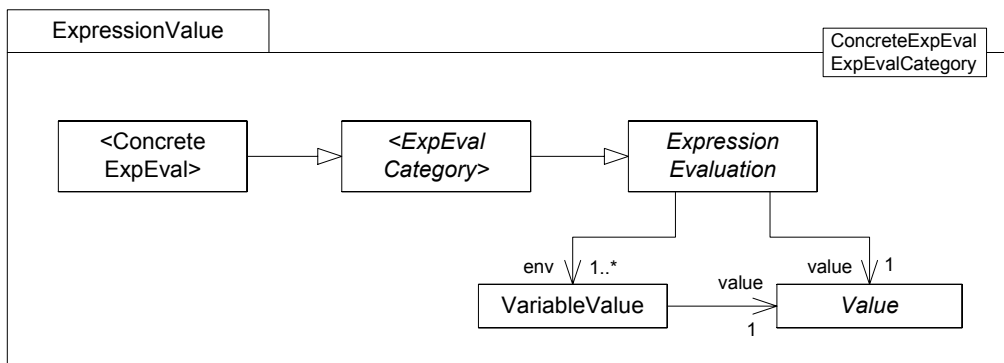 ExpressionValue
ConcreteExpEval
ExpEvalCategory
<Concrete
ExpEval>
<ExpEval
Category>
Expression
Evaluation
env
1..*
value
1
value
1
VariableValue
Value